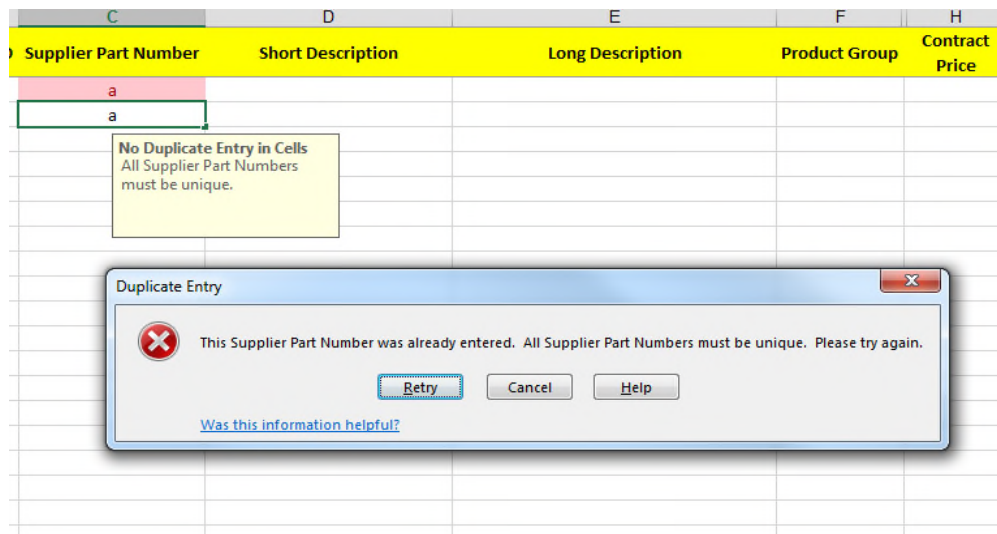 C D E F H
Supplier Part Number Short Description Long Description Product Group Contract
Price
a
a
No Duplicate Entry in Cells
All Supplier Part Numbers
must be unique.
Duplicate Entry
This Supplier Part Number was already entered.  All Supplier Part Numbers must be unique.  Please try again.
Retry Cancel Help
Was this information helpful?